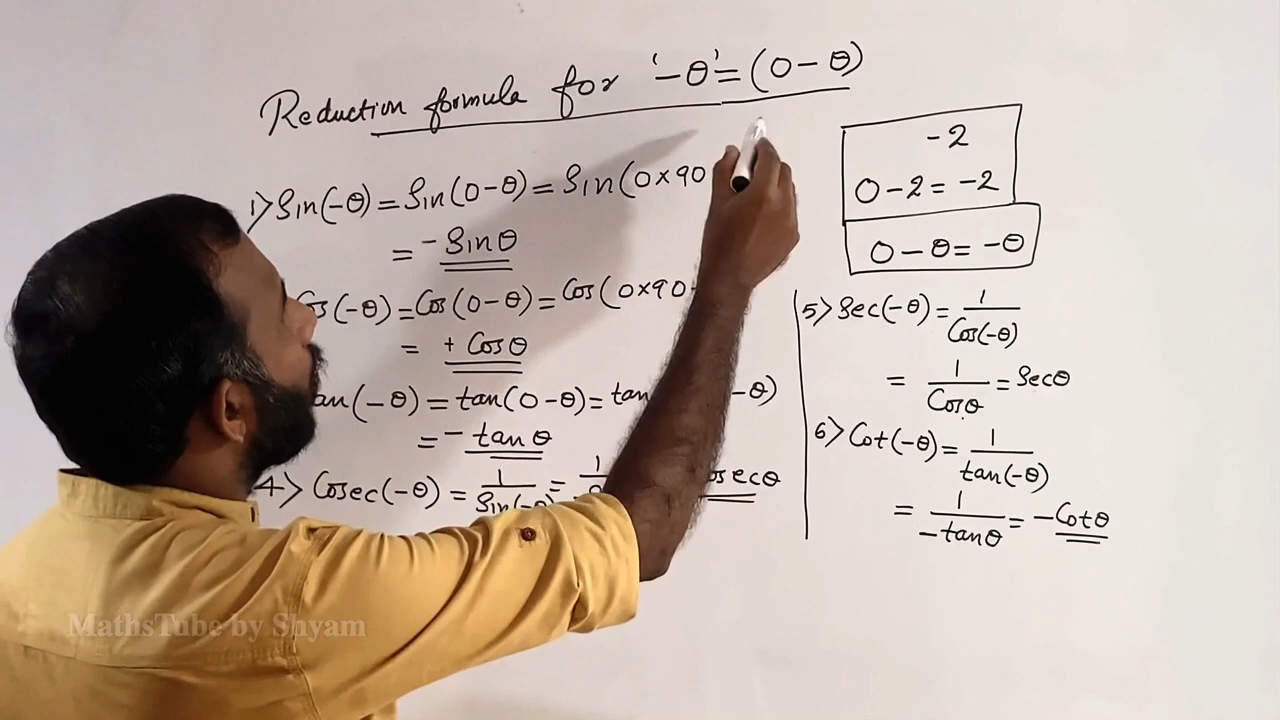 Reduction formula for '-θ' = (0-θ)
1) Sin(-θ) = Sin(0-θ) = Sin(0×90
= -Sinθ
Cos(-θ) = Cos(0-θ) = Cos(0×90
= +Cosθ
tan(-θ) = tan(0-θ) = tan -θ)
= -tanθ
4) Cosec(-θ) = 1/Sin(-θ) = 1/ osecθ
-2
0-2 = -2
0-θ = -θ
5) Sec(-θ) = 1/Cos(-θ)
= 1/Cosθ = Secθ
6) Cot(-θ) = 1/tan(-θ)
= 1/-tanθ = -Cotθ
MathsTube by Shyam